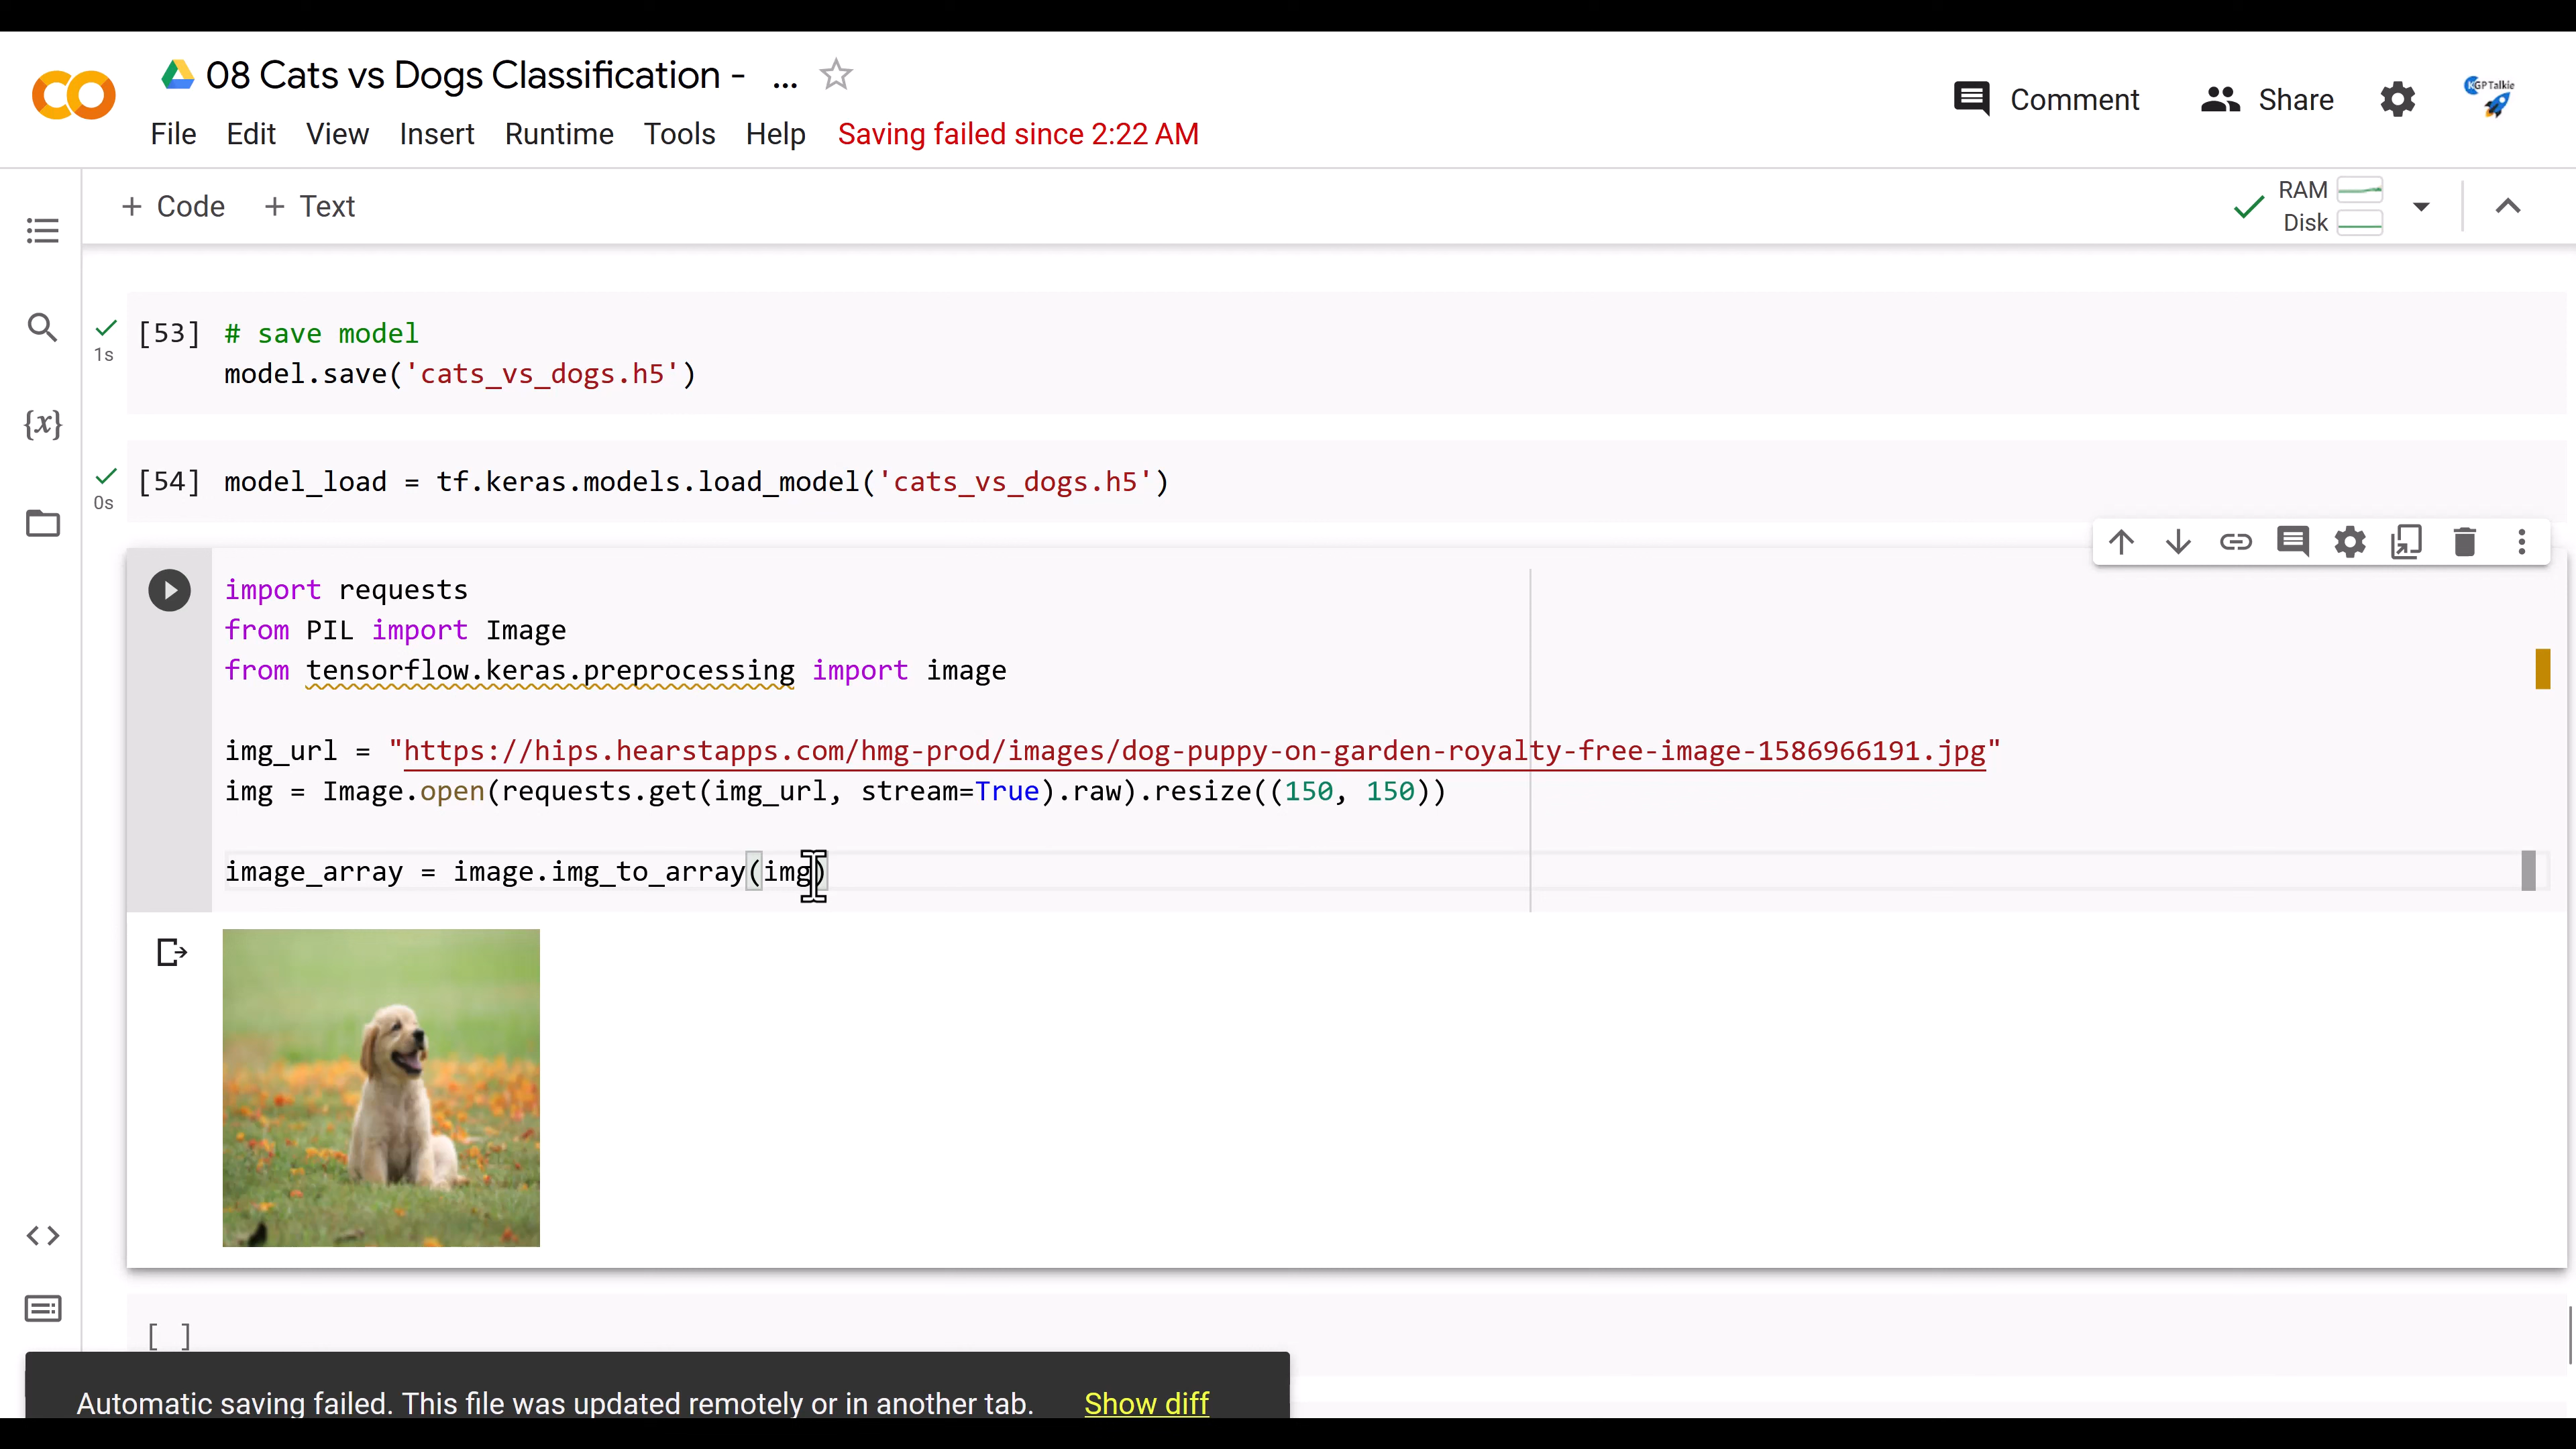 08 Cats vs Dogs Classification - ...
Comment
Share
KGPTalkie
File Edit View Insert Runtime Tools Help Saving failed since 2:22 AM
+ Code + Text
RAM
Disk
1s
[53] # save model
model.save('cats_vs_dogs.h5')
[54] model_load = tf.keras.models.load_model('cats_vs_dogs.h5')
0s
{x}
import requests
from PIL import Image
from tensorflow.keras.preprocessing import image
img_url = "https://hips.hearstapps.com/hmg-prod/images/dog-puppy-on-garden-royalty-free-image-1586966191.jpg"
img = Image.open(requests.get(img_url, stream=True).raw).resize((150, 150))
image_array = image.img_to_array(img)
[ ]
Automatic saving failed. This file was updated remotely or in another tab. Show diff